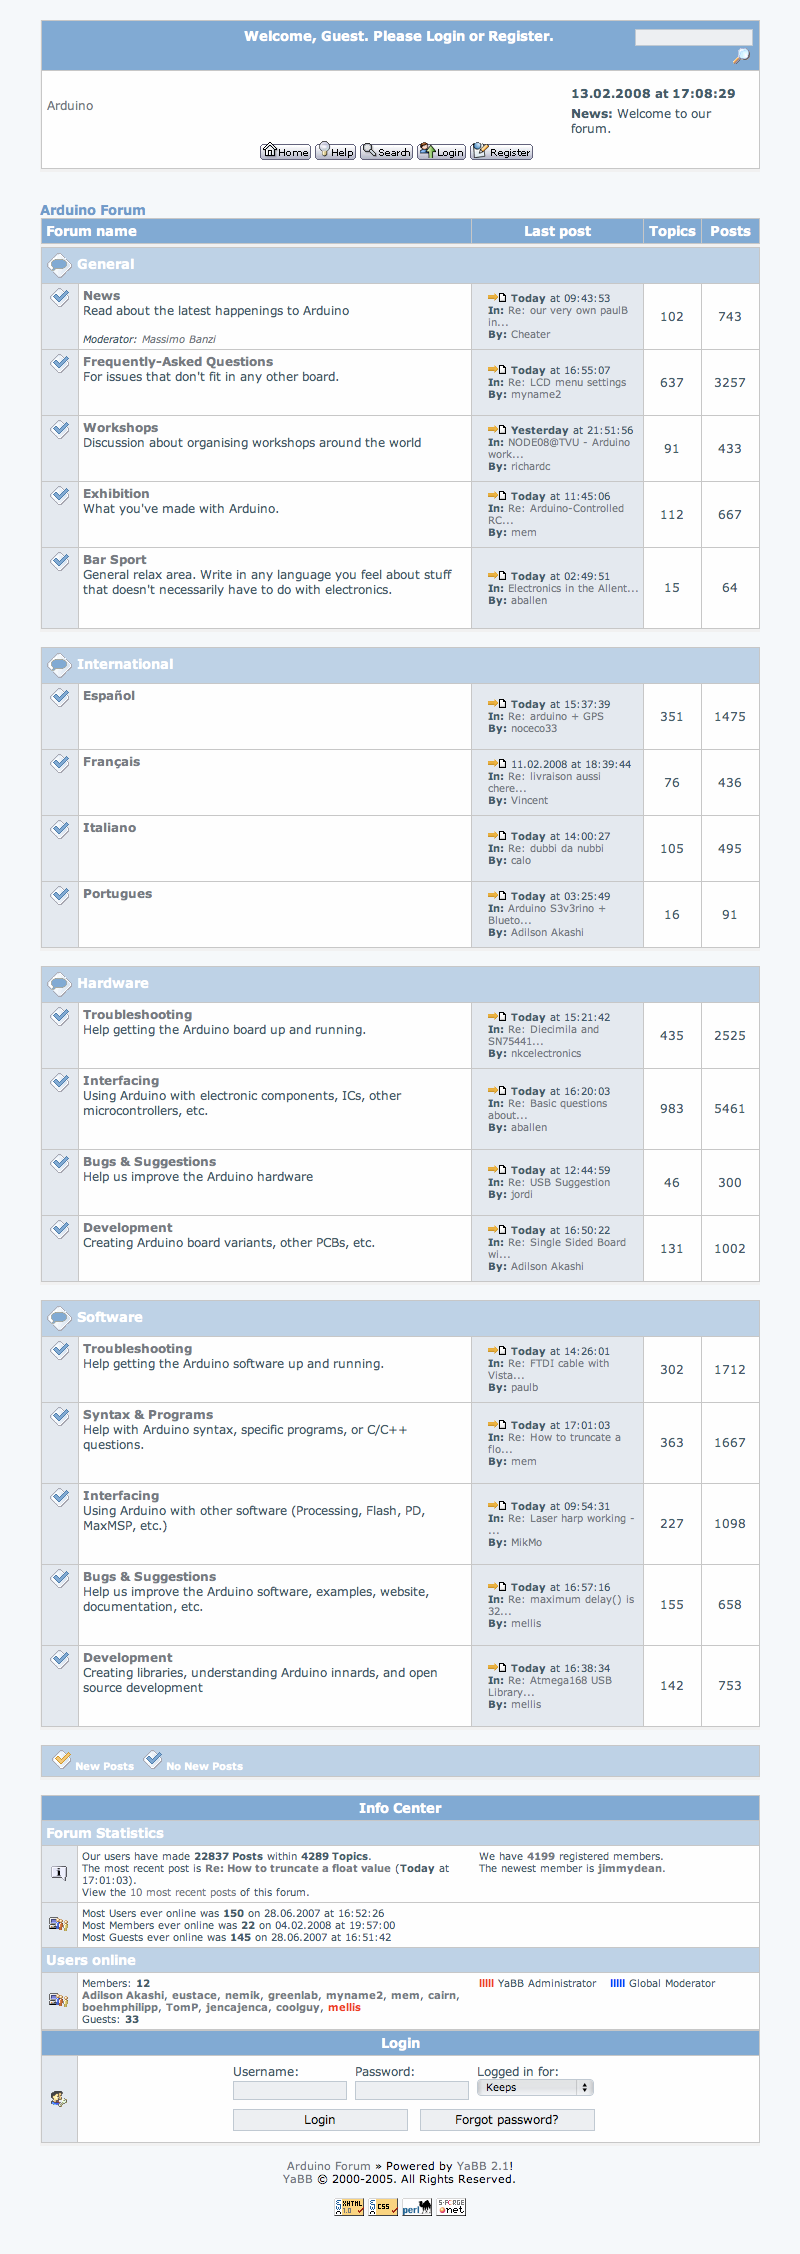 Welcome, Guest. Please Login or Register.
Arduino
13.02.2008 at 17:08:29
News: Welcome to our
forum.
Home Help Search Login Register
Arduino Forum
Forum name Last post Topics Posts
General
News
Read about the latest happenings to Arduino
Moderator: Massimo Banzi
Today at 09:43:53
In: Re: our very own paulB
in...
By: Cheater
102 743
Frequently-Asked Questions
For issues that don't fit in any other board.
Today at 16:55:07
In: Re: LCD menu settings
By: myname2
637 3257
Workshops
Discussion about organising workshops around the world
Yesterday at 21:51:56
In: NODE08@TVU - Arduino
work...
By: richardc
91 433
Exhibition
What you've made with Arduino.
Today at 11:45:06
In: Re: Arduino-Controlled
RC...
By: mem
112 667
Bar Sport
General relax area. Write in any language you feel about stuff
that doesn't necessarily have to do with electronics.
Today at 02:49:51
In: Electronics in the Allent...
By: aballen
15 64
International
Español
Today at 15:37:39
In: Re: arduino + GPS
By: noceco33
351 1475
Français
11.02.2008 at 18:39:44
In: Re: livraison aussi
chere...
By: Vincent
76 436
Italiano
Today at 14:00:27
In: Re: dubbi da nubbi
By: calo
105 495
Portugues
Today at 03:25:49
In: Arduino S3v3rino +
Blueto...
By: Adilson Akashi
16 91
Hardware
Troubleshooting
Help getting the Arduino board up and running.
Today at 15:21:42
In: Re: Diecimila and
SN75441...
By: nkcelectronics
435 2525
Interfacing
Using Arduino with electronic components, ICs, other
microcontrollers, etc.
Today at 16:20:03
In: Re: Basic questions
about...
By: aballen
983 5461
Bugs & Suggestions
Help us improve the Arduino hardware
Today at 12:44:59
In: Re: USB Suggestion
By: jordi
46 300
Development
Creating Arduino board variants, other PCBs, etc.
Today at 16:50:22
In: Re: Single Sided Board
wi...
By: Adilson Akashi
131 1002
Software
Troubleshooting
Help getting the Arduino software up and running.
Today at 14:26:01
In: Re: FTDI cable with
Vista...
By: paulb
302 1712
Syntax & Programs
Help with Arduino syntax, specific programs, or C/C++
questions.
Today at 17:01:03
In: Re: How to truncate a
flo...
By: mem
363 1667
Interfacing
Using Arduino with other software (Processing, Flash, PD,
MaxMSP, etc.)
Today at 09:54:31
In: Re: Laser harp working -
...
By: MikMo
227 1098
Bugs & Suggestions
Help us improve the Arduino software, examples, website,
documentation, etc.
Today at 16:57:16
In: Re: maximum delay() is
32...
By: mellis
155 658
Development
Creating libraries, understanding Arduino innards, and open
source development
Today at 16:38:34
In: Re: Atmega168 USB
Library...
By: mellis
142 753
New Posts No New Posts
Info Center
Forum Statistics
Our users have made 22837 Posts within 4289 Topics.
The most recent post is Re: How to truncate a float value (Today at
17:01:03).
View the 10 most recent posts of this forum.
We have 4199 registered members.
The newest member is jimmydean.
Most Users ever online was 150 on 28.06.2007 at 16:52:26
Most Members ever online was 22 on 04.02.2008 at 19:57:00
Most Guests ever online was 145 on 28.06.2007 at 16:51:42
Users online
Members: 12
Adilson Akashi, eustace, nemik, greenlab, myname2, mem, cairn,
boehmphilipp, TomP, jencajenca, coolguy, mellis
Guests: 33
lllll YaBB Administrator lllll Global Moderator
Login
Username: Password: Logged in for:
Keeps
Login Forgot password?
Arduino Forum » Powered by YaBB 2.1!
YaBB © 2000-2005. All Rights Reserved.
W3C XHTML 1.0 W3C CSS perl S-FORGE .net